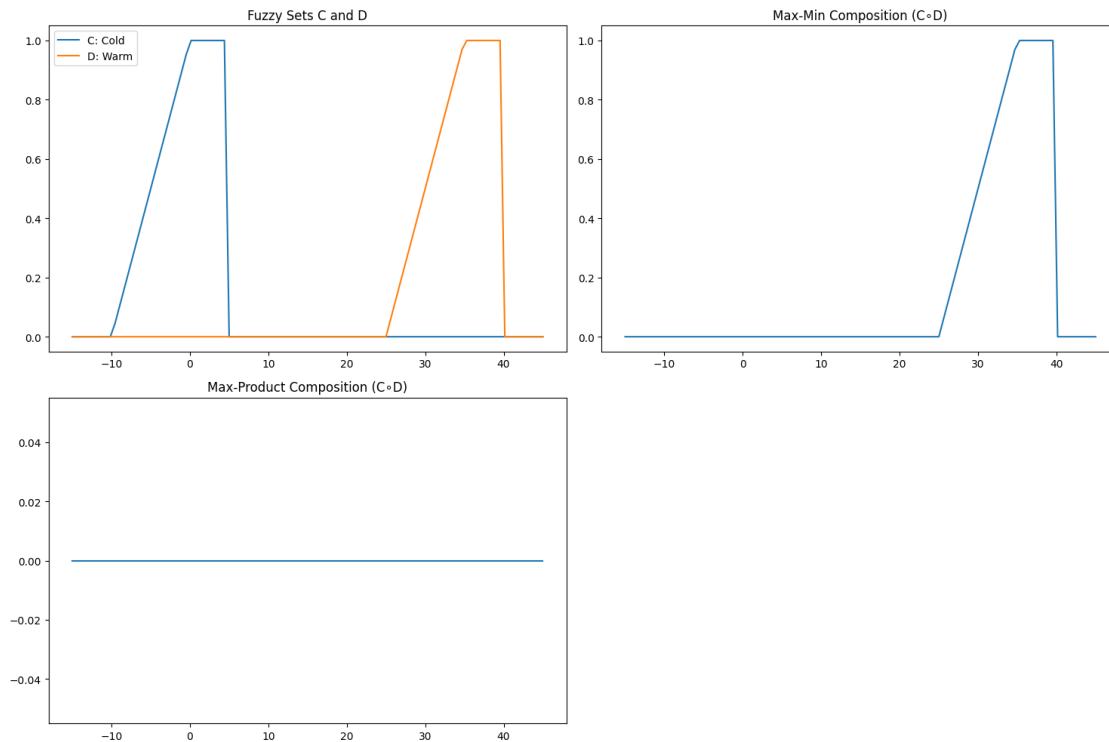 Fuzzy Sets C and D
1.0
0.8
0.6
0.4
0.2
0.0
C: Cold
D: Warm
−10 0 10 20 30 40
Max-Min Composition (C∘D)
1.0
0.8
0.6
0.4
0.2
0.0
−10 0 10 20 30 40
Max-Product Composition (C∘D)
0.04
0.02
0.00
−0.02
−0.04
−10 0 10 20 30 40